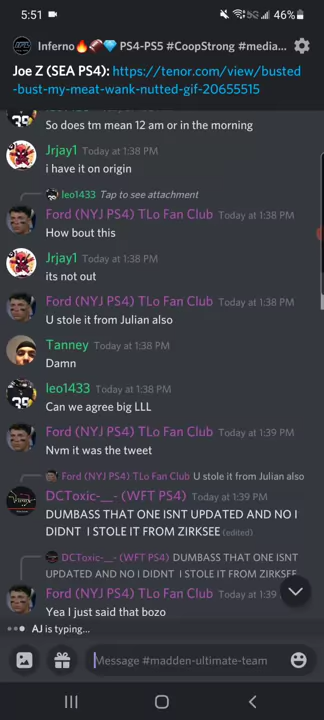 5:51
46%
Inferno🔥🏈💎 PS4-PS5 #CoopStrong #media...
Joe Z (SEA PS4): https://tenor.com/view/busted
-bust-my-meat-wank-nutted-gif-20655515
So does tm mean 12 am or in the morning
Jrjay1 Today at 1:38 PM
i have it on origin
leo1433 Tap to see attachment
Ford (NYJ PS4) TLo Fan Club Today at 1:38 PM
How bout this
Jrjay1 Today at 1:38 PM
its not out
Ford (NYJ PS4) TLo Fan Club Today at 1:38 PM
U stole it from Julian also
Tanney Today at 1:38 PM
Damn
leo1433 Today at 1:38 PM
Can we agree big LLL
Ford (NYJ PS4) TLo Fan Club Today at 1:39 PM
Nvm it was the tweet
Ford (NYJ PS4) TLo Fan Club U stole it from Julian also
DCToxic-__- (WFT PS4) Today at 1:39 PM
DUMBASS THAT ONE ISNT UPDATED AND NO I
DIDNT I STOLE IT FROM ZIRKSEE (edited)
DCToxic-__- (WFT PS4) DUMBASS THAT ONE ISNT
UPDATED AND NO I DIDNT I STOLE IT FROM ZIRKSEE...
Ford (NYJ PS4) TLo Fan Club Today at 1:39
Yea I just said that bozo
AJ is typing...
Message #madden-ultimate-team